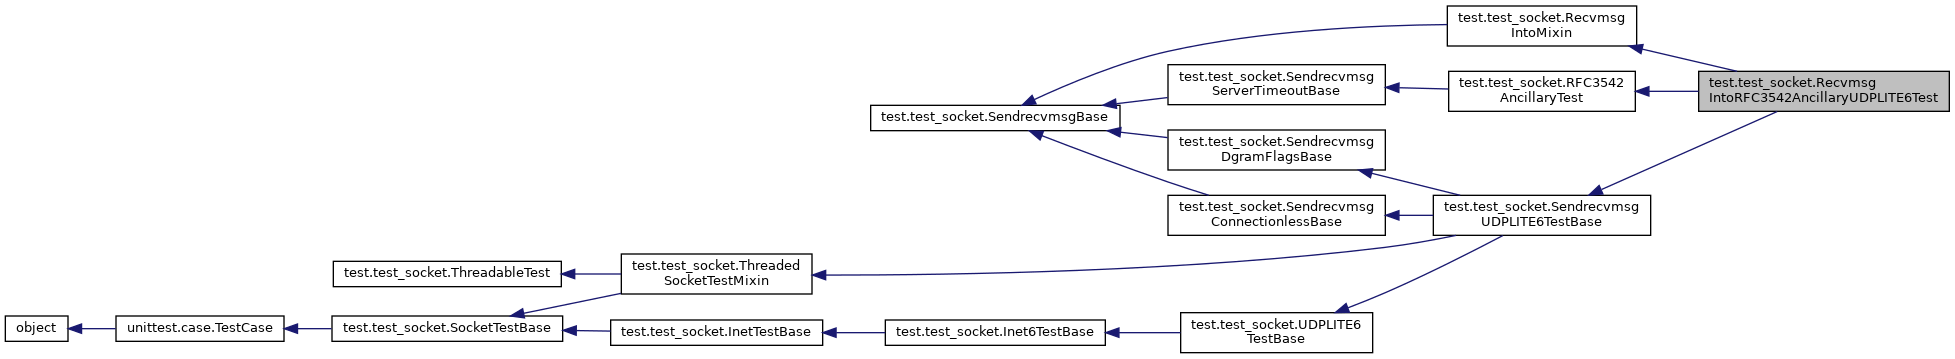 test.test_socket.Recvmsg
IntoMixin
test.test_socket.Sendrecvmsg
ServerTimeoutBase
test.test_socket.RFC3542
AncillaryTest
test.test_socket.Recvmsg
IntoRFC3542AncillaryUDPLITE6Test
test.test_socket.SendrecvmsgBase
test.test_socket.Sendrecvmsg
DgramFlagsBase
test.test_socket.Sendrecvmsg
ConnectionlessBase
test.test_socket.Sendrecvmsg
UDPLITE6TestBase
test.test_socket.ThreadableTest
test.test_socket.Threaded
SocketTestMixin
object
unittest.case.TestCase
test.test_socket.SocketTestBase
test.test_socket.InetTestBase
test.test_socket.Inet6TestBase
test.test_socket.UDPLITE6
TestBase